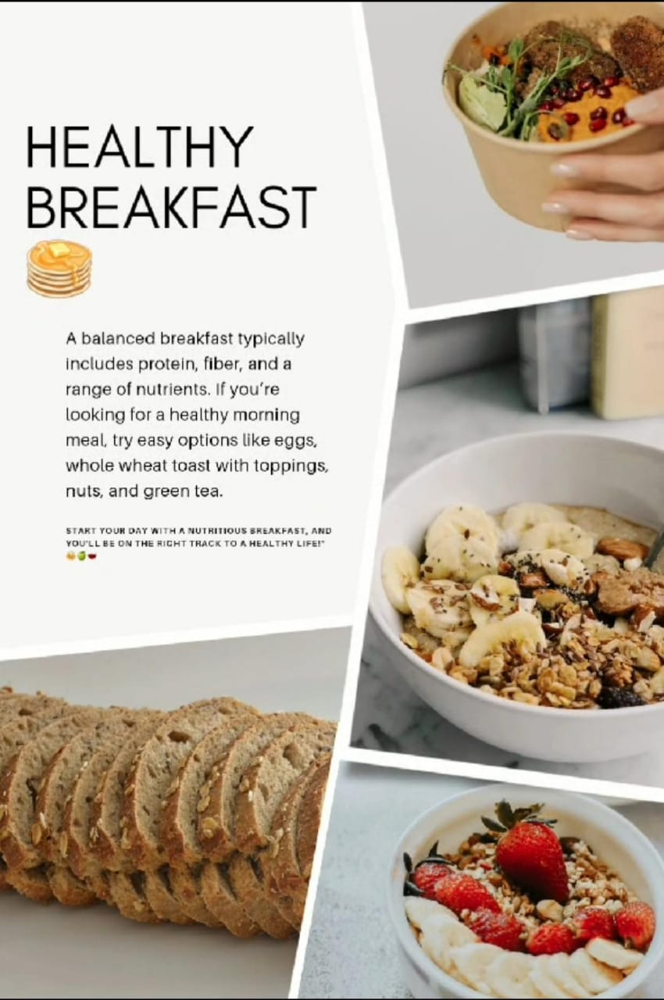 HEALTHY
BREAKFAST
🥞
A balanced breakfast typically
includes protein, fiber, and a
range of nutrients. If you're
looking for a healthy morning
meal, try easy options like eggs,
whole wheat toast with toppings,
nuts, and green tea.
START YOUR DAY WITH A NUTRITIOUS BREAKFAST, AND
YOU'LL BE ON THE RIGHT TRACK TO A HEALTHY LIFE!"